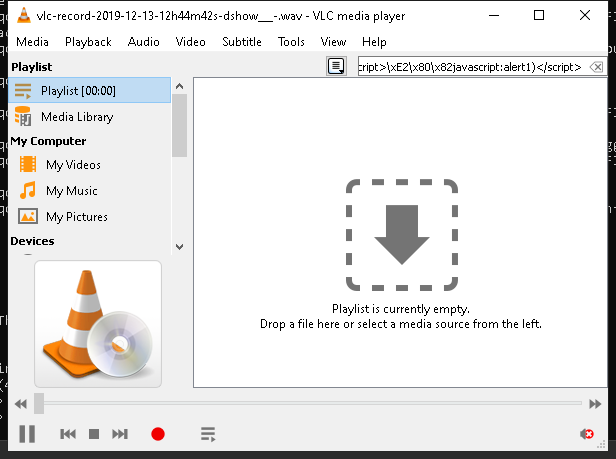 vlc-record-2019-12-13-12h44m42s-dshow___-.wav - VLC media player
Media Playback Audio Video Subtitle Tools View Help
Playlist
cript>\xE2\x80\x82javascript:alert1)</script>
Playlist [00:00]
Media Library
My Computer
My Videos
My Music
My Pictures
Devices
Playlist is currently empty.
Drop a file here or select a media source from the left.